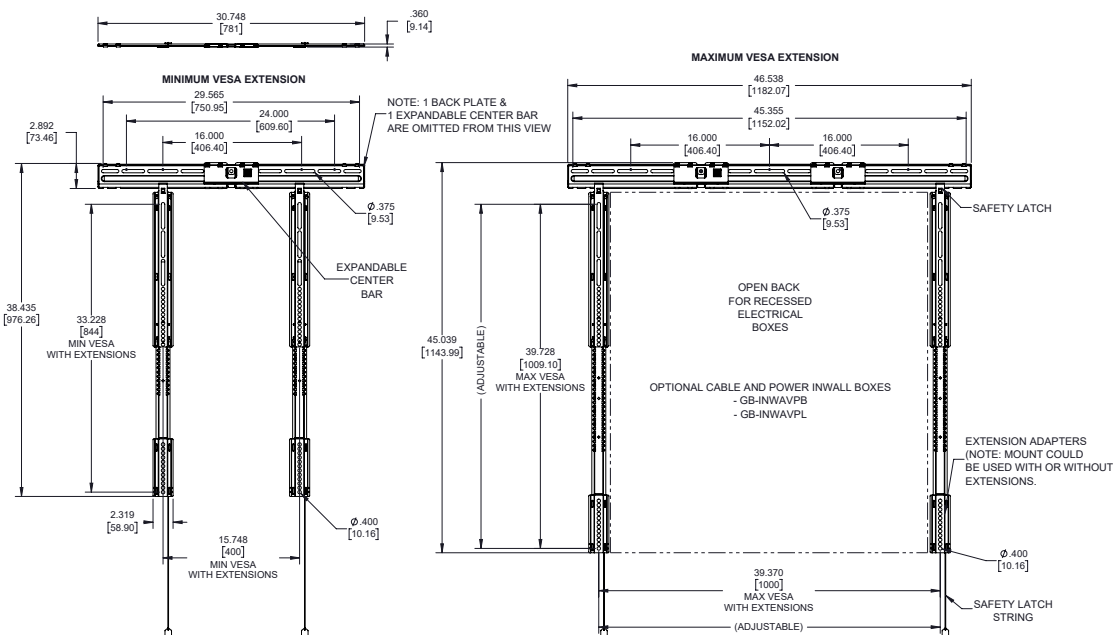 30.748
[781]
.360
[9.14]
MINIMUM VESA EXTENSION
29.565
[750.95]
24.000
[609.60]
16.000
[406.40]
2.892
[73.46]
NOTE: 1 BACK PLATE &
1 EXPANDABLE CENTER BAR
ARE OMITTED FROM THIS VIEW
Ø.375
[9.53]
EXPANDABLE
CENTER
BAR
38.435
[976.26]
33.228
[844]
MIN VESA
WITH EXTENSIONS
2.319
[58.90]
15.748
[400]
MIN VESA
WITH EXTENSIONS
Ø.400
[10.16]
MAXIMUM VESA EXTENSION
46.538
[1182.07]
45.355
[1152.02]
16.000
[406.40]
16.000
[406.40]
Ø.375
[9.53]
SAFETY LATCH
45.039
[1143.99]
(ADJUSTABLE)
39.728
[1009.10]
MAX VESA
WITH EXTENSIONS
OPEN BACK
FOR RECESSED
ELECTRICAL
BOXES
OPTIONAL CABLE AND POWER INWALL BOXES
- GB-INWAVPB
- GB-INWAVPL
EXTENSION ADAPTERS
(NOTE: MOUNT COULD
BE USED WITH OR WITHOUT
EXTENSIONS.
Ø.400
[10.16]
39.370
[1000]
MAX VESA
WITH EXTENSIONS
(ADJUSTABLE)
SAFETY LATCH
STRING